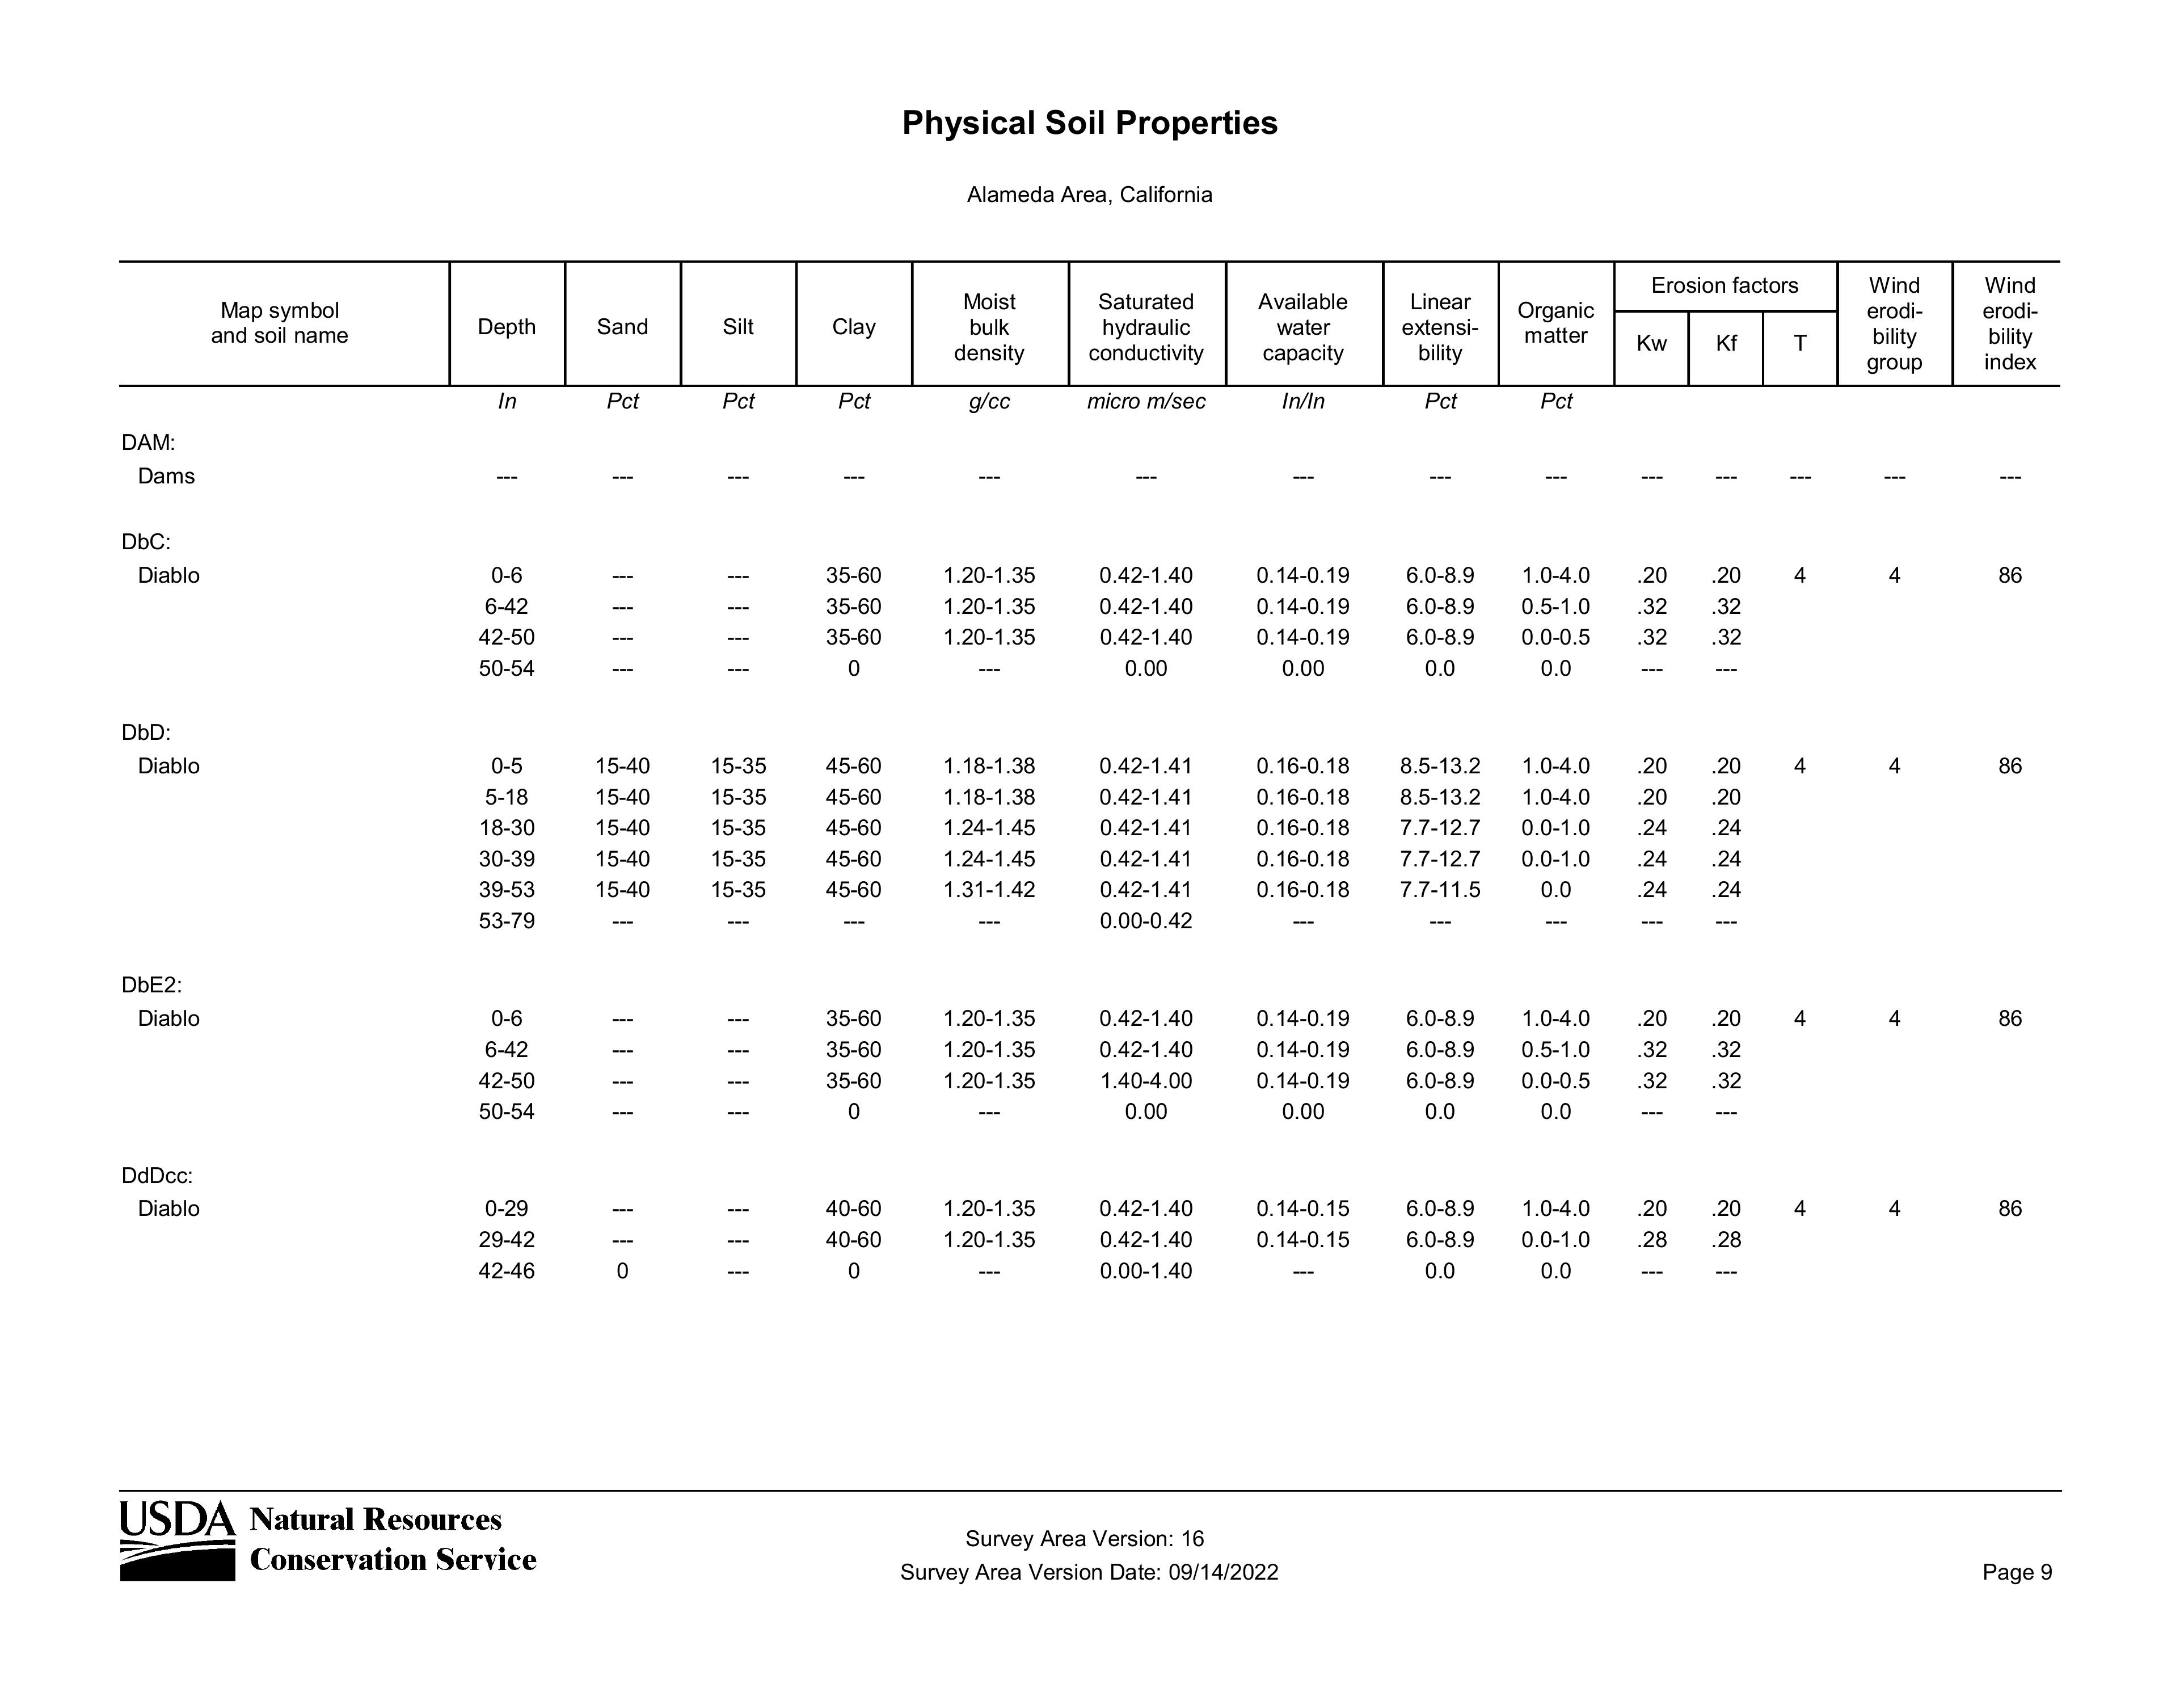 Physical Soil Properties
Alameda Area, California
Map symbol
and soil name
Depth
Sand
Silt
Clay
Moist
bulk
density
Saturated
hydraulic
conductivity
Available
water
capacity
Linear
extensi-
bility
Organic
matter
Erosion factors
Kw Kf T
Wind
erodi-
bility
group
Wind
erodi-
bility
index
In Pct Pct Pct g/cc micro m/sec In/In Pct Pct
DAM:
Dams --- --- --- --- --- --- --- --- --- --- --- --- --- ---
DbC:
Diablo 0-6 --- --- 35-60 1.20-1.35 0.42-1.40 0.14-0.19 6.0-8.9 1.0-4.0 .20 .20 4 4 86
6-42 --- --- 35-60 1.20-1.35 0.42-1.40 0.14-0.19 6.0-8.9 0.5-1.0 .32 .32
42-50 --- --- 35-60 1.20-1.35 0.42-1.40 0.14-0.19 6.0-8.9 0.0-0.5 .32 .32
50-54 --- --- 0 --- 0.00 0.00 0.0 0.0 --- ---
DbD:
Diablo 0-5 15-40 15-35 45-60 1.18-1.38 0.42-1.41 0.16-0.18 8.5-13.2 1.0-4.0 .20 .20 4 4 86
5-18 15-40 15-35 45-60 1.18-1.38 0.42-1.41 0.16-0.18 8.5-13.2 1.0-4.0 .20 .20
18-30 15-40 15-35 45-60 1.24-1.45 0.42-1.41 0.16-0.18 7.7-12.7 0.0-1.0 .24 .24
30-39 15-40 15-35 45-60 1.24-1.45 0.42-1.41 0.16-0.18 7.7-12.7 0.0-1.0 .24 .24
39-53 15-40 15-35 45-60 1.31-1.42 0.42-1.41 0.16-0.18 7.7-11.5 0.0 .24 .24
53-79 --- --- --- --- 0.00-0.42 --- --- --- --- ---
DbE2:
Diablo 0-6 --- --- 35-60 1.20-1.35 0.42-1.40 0.14-0.19 6.0-8.9 1.0-4.0 .20 .20 4 4 86
6-42 --- --- 35-60 1.20-1.35 0.42-1.40 0.14-0.19 6.0-8.9 0.5-1.0 .32 .32
42-50 --- --- 35-60 1.20-1.35 1.40-4.00 0.14-0.19 6.0-8.9 0.0-0.5 .32 .32
50-54 --- --- 0 --- 0.00 0.00 0.0 0.0 --- ---
DdDcc:
Diablo 0-29 --- --- 40-60 1.20-1.35 0.42-1.40 0.14-0.15 6.0-8.9 1.0-4.0 .20 .20 4 4 86
29-42 --- --- 40-60 1.20-1.35 0.42-1.40 0.14-0.15 6.0-8.9 0.0-1.0 .28 .28
42-46 0 --- 0 --- 0.00-1.40 --- 0.0 0.0 --- ---
USDA Natural Resources
Conservation Service
Survey Area Version: 16
Survey Area Version Date: 09/14/2022
Page 9